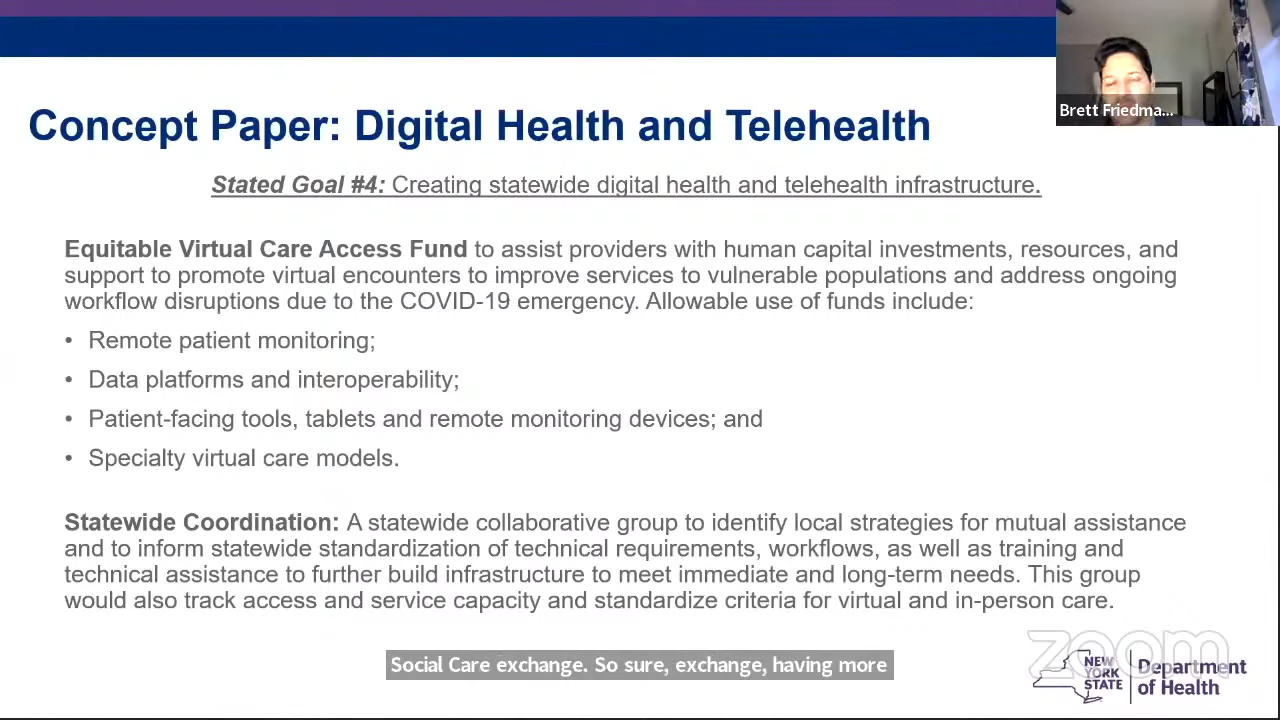 Concept Paper: Digital Health and Telehealth
Brett Friedma...
Stated Goal #4: Creating statewide digital health and telehealth infrastructure.
Equitable Virtual Care Access Fund to assist providers with human capital investments, resources, and
support to promote virtual encounters to improve services to vulnerable populations and address ongoing
workflow disruptions due to the COVID-19 emergency. Allowable use of funds include:
• Remote patient monitoring;
• Data platforms and interoperability;
• Patient-facing tools, tablets and remote monitoring devices; and
• Specialty virtual care models.
Statewide Coordination: A statewide collaborative group to identify local strategies for mutual assistance
and to inform statewide standardization of technical requirements, workflows, as well as training and
technical assistance to further build infrastructure to meet immediate and long-term needs. This group
would also track access and service capacity and standardize criteria for virtual and in-person care.
Social Care exchange. So sure, exchange, having more
zoom
NEW
YORK
STATE
Department
of Health